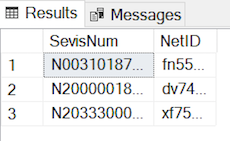 Results Messages
SevisNum NetID
1 N00310187... fn55...
2 N20000018... dv74...
3 N20333000... xf75...